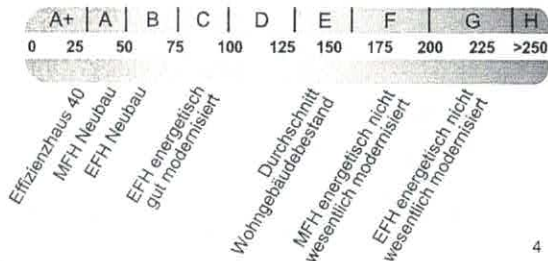 A+ A B C D E F G H
0 25 50 75 100 125 150 175 200 225 >250
Effizienzhaus 40
MFH Neubau
EFH Neubau
EFH energetisch
gut modernisiert
Durchschnitt
Wohngebäudebestand
MFH energetisch nicht
wesentlich modernisiert
EFH energetisch nicht
wesentlich modernisiert
4